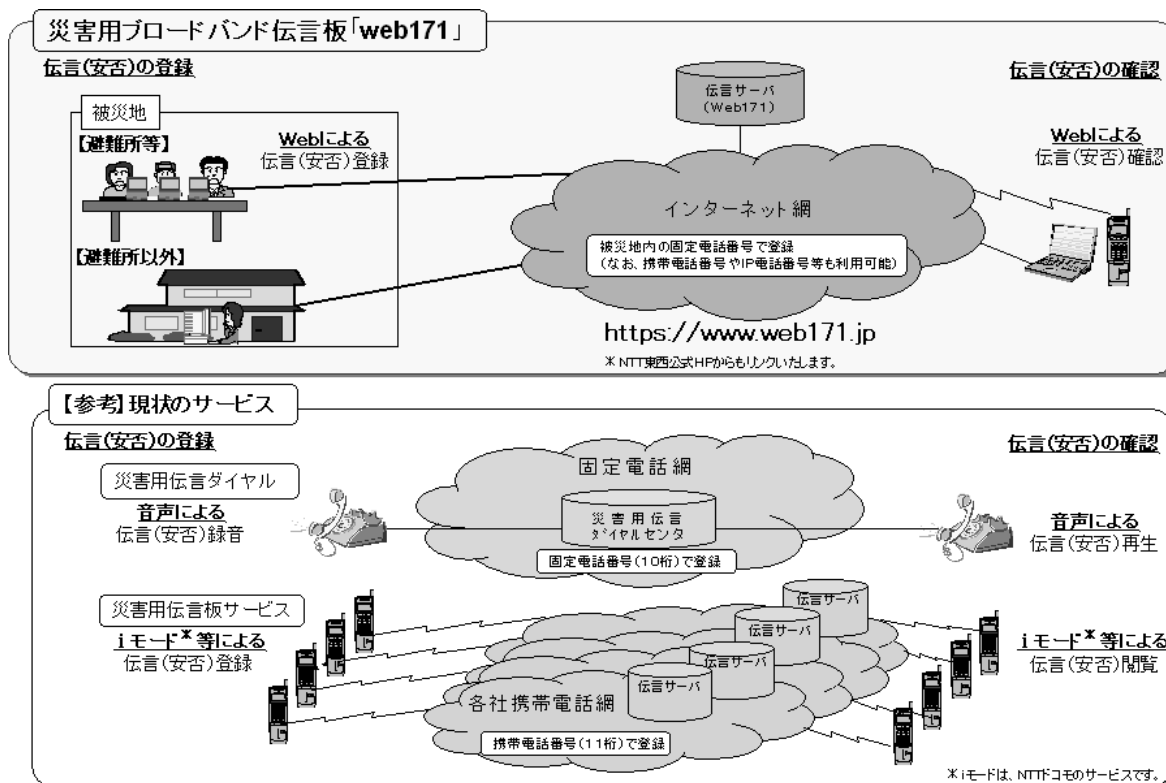 災害用ブロードバンド伝言板「web171」
伝言(安否)の登録
伝言(安否)の確認
伝言サーバ
(Web171)
被災地
【避難所等】
Webによる
伝言(安否)登録
Webによる
伝言(安否)確認
インターネット網
被災地内の固定電話番号で登録
(なお、携帯電話番号やIP電話番号等も利用可能)
【避難所以外】
https://www.web171.jp
* NTT東西公式HPからもリンクいたします。
【参考】現状のサービス
伝言(安否)の登録
伝言(安否)の確認
固定電話網
災害用伝言ダイヤル
音声による
伝言(安否)録音
災害用伝言
ダイヤルセンタ
音声による
伝言(安否)再生
固定電話番号(10桁)で登録
災害用伝言板サービス
iモード*等による
伝言(安否)登録
伝言サーバ
伝言サーバ
伝言サーバ
伝言サーバ
iモード*等による
伝言(安否)閲覧
各社携帯電話網
携帯電話番号(11桁)で登録
* iモードは、NTTドコモのサービスです。